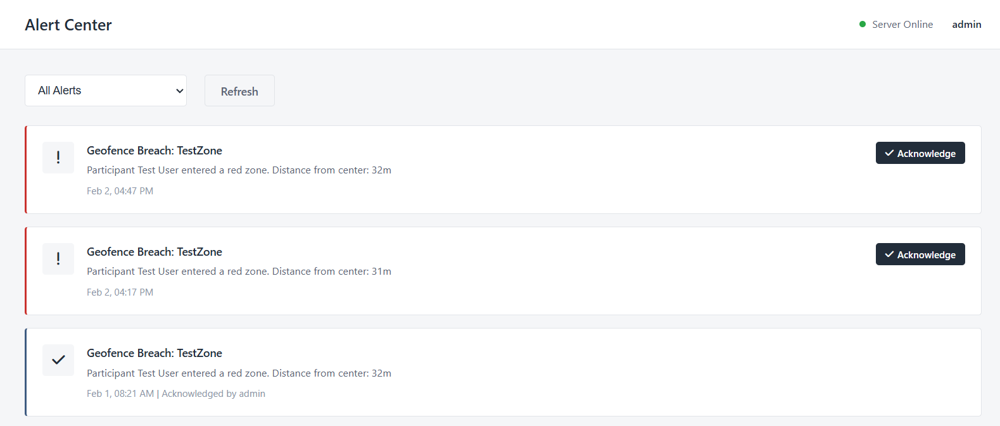 Alert Center
Server Online
admin
All Alerts
Refresh
Geofence Breach: TestZone
Acknowledge
Participant Test User entered a red zone. Distance from center: 32m
Feb 2, 04:47 PM
Geofence Breach: TestZone
Acknowledge
Participant Test User entered a red zone. Distance from center: 31m
Feb 2, 04:17 PM
Geofence Breach: TestZone
Participant Test User entered a red zone. Distance from center: 32m
Feb 1, 08:21 AM | Acknowledged by admin